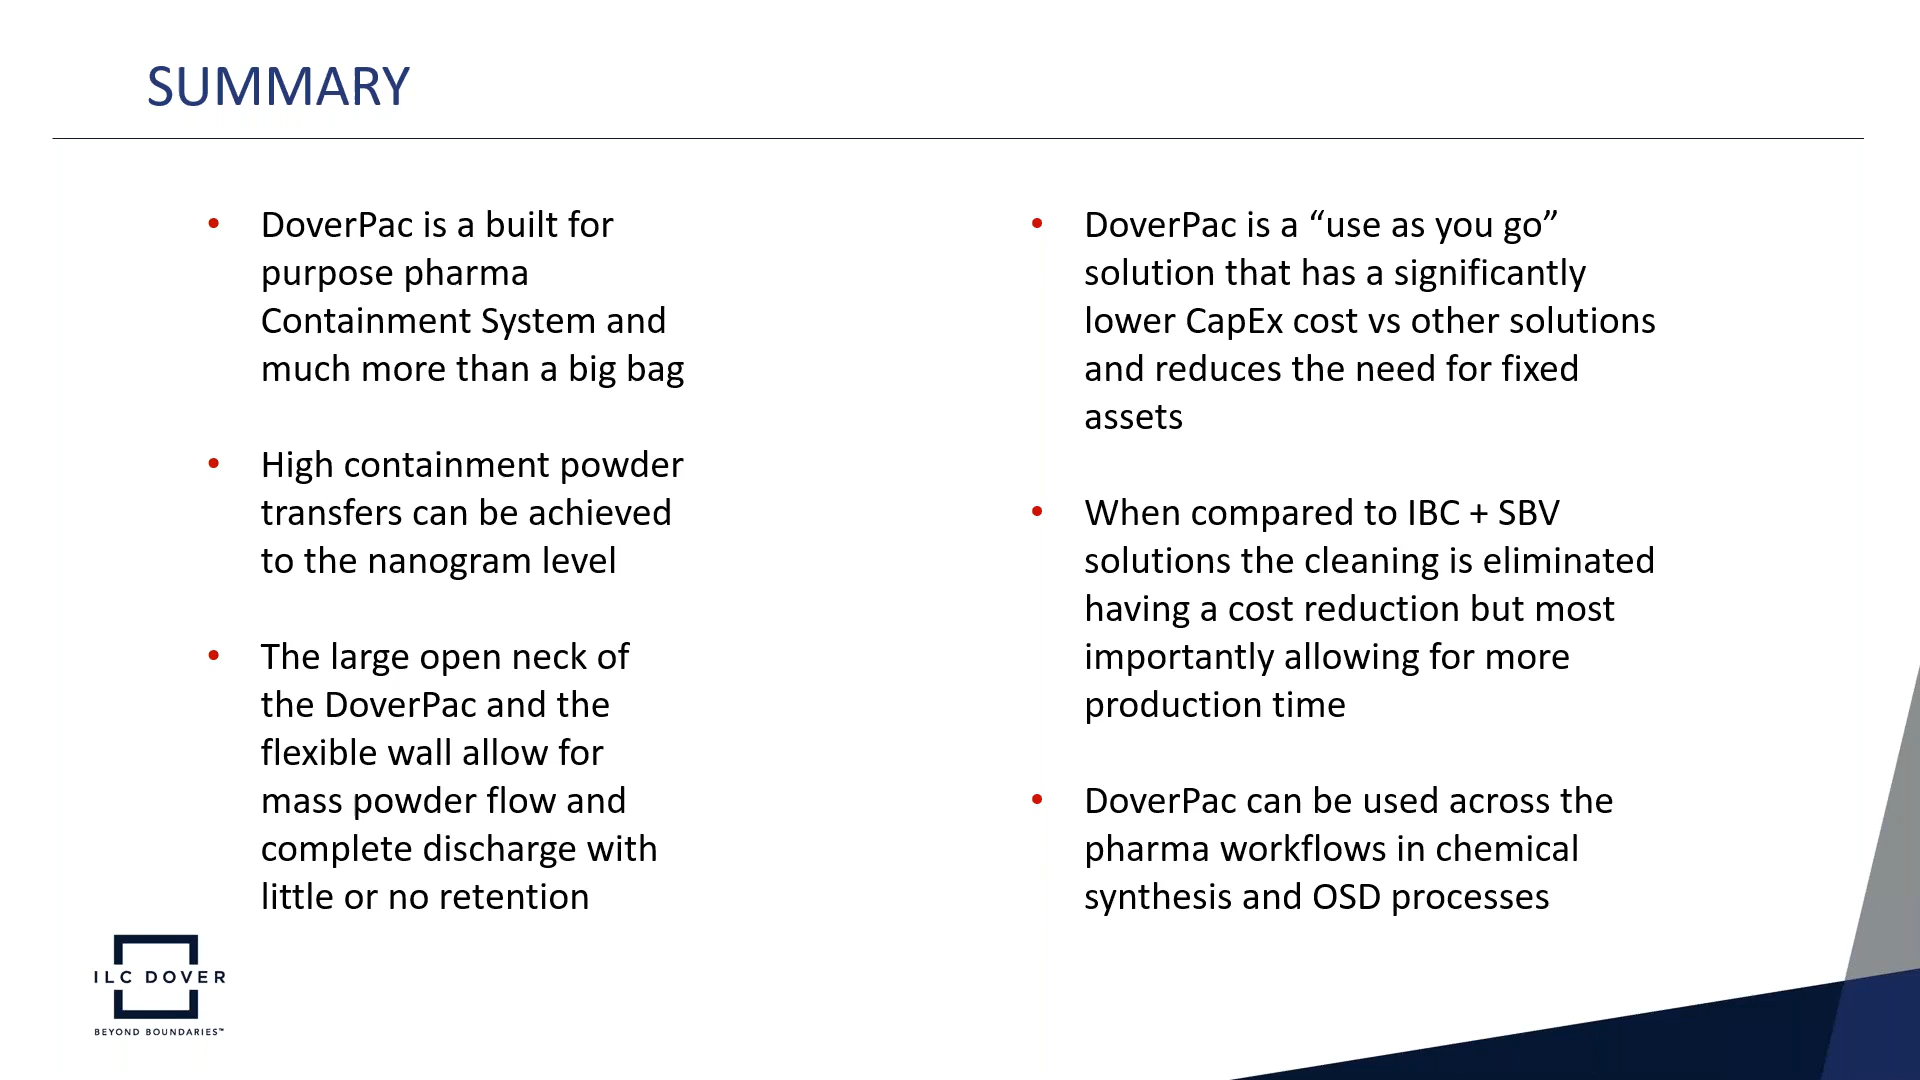 SUMMARY
• DoverPac is a built for
purpose pharma
Containment System and
much more than a big bag
• High containment powder
transfers can be achieved
to the nanogram level
• The large open neck of
the DoverPac and the
flexible wall allow for
mass powder flow and
complete discharge with
little or no retention
• DoverPac is a “use as you go”
solution that has a significantly
lower CapEx cost vs other solutions
and reduces the need for fixed
assets
• When compared to IBC + SBV
solutions the cleaning is eliminated
having a cost reduction but most
importantly allowing for more
production time
• DoverPac can be used across the
pharma workflows in chemical
synthesis and OSD processes
ILC DOVER
BEYOND BOUNDARIES™